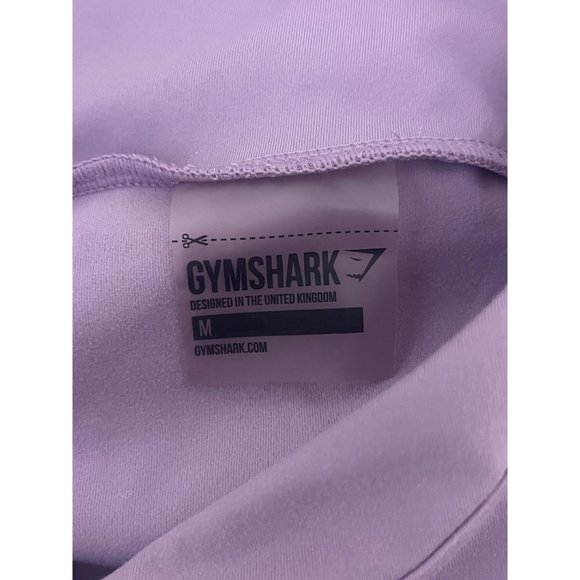 GYMSHARK
DESIGNED IN THE UNITED KINGDOM
M
GYMSHARK.COM